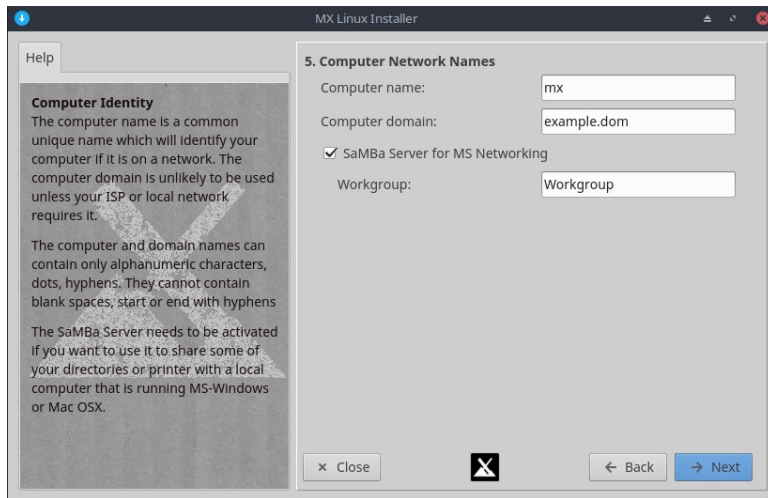 MX Linux Installer
Help
Computer Identity
The computer name is a common
unique name which will identify your
computer if it is on a network. The
computer domain is unlikely to be used
unless your ISP or local network
requires it.
The computer and domain names can
contain only alphanumeric characters,
dots, hyphens. They cannot contain
blank spaces, start or end with hyphens
The SaMBa Server needs to be activated
if you want to use it to share some of
your directories or printer with a local
computer that is running MS-Windows
or Mac OSX.
5. Computer Network Names
Computer name: mx
Computer domain: example.dom
SaMBa Server for MS Networking
Workgroup: Workgroup
Close Back Next